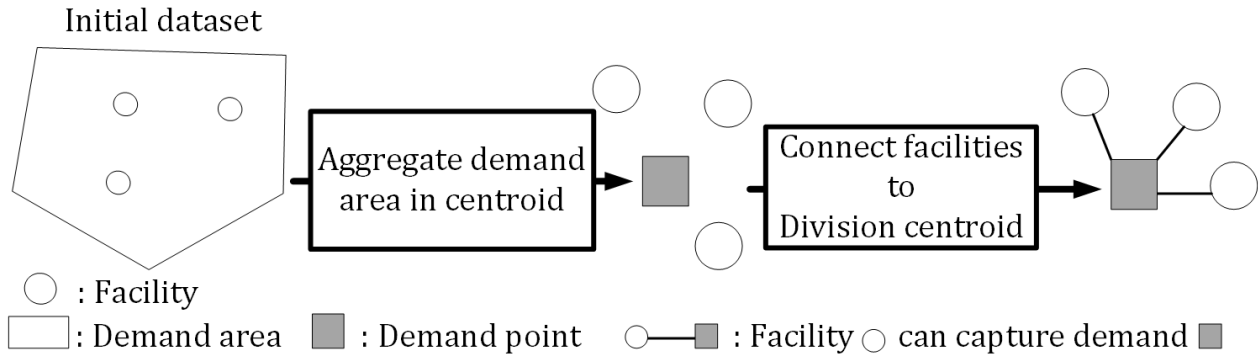 Initial dataset
Aggregate demand
area in centroid
Connect facilities
to
Division centroid
: Facility
: Demand area
: Demand point
: Facility
can capture demand